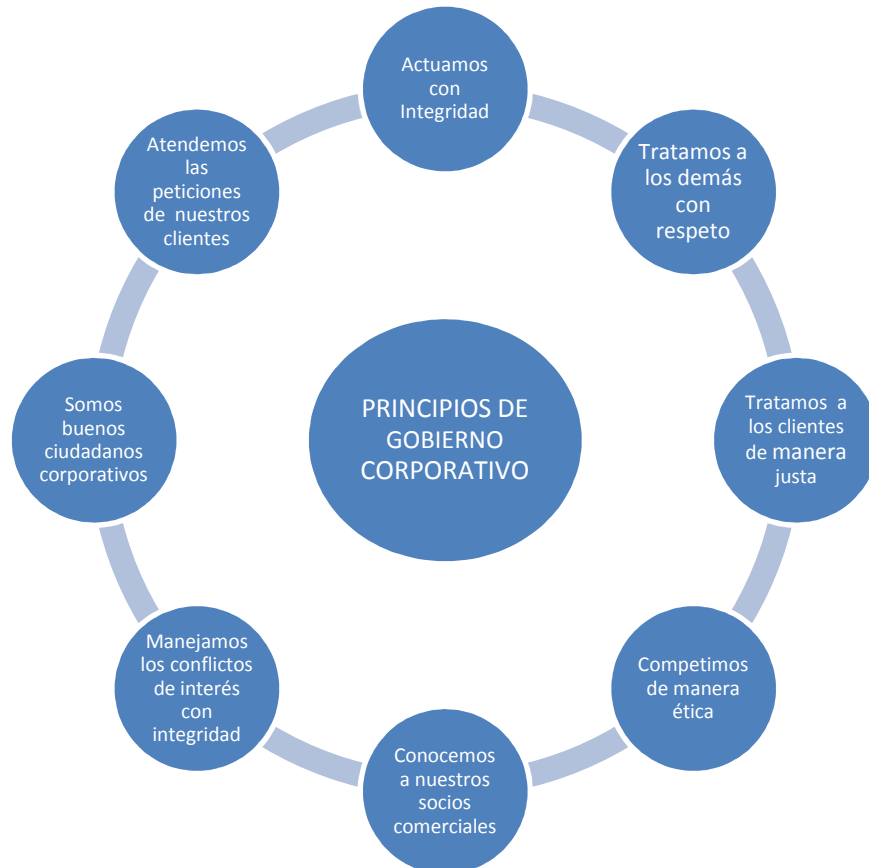 Actuamos
con
Integridad
Tratamos a
los demás
con
respeto
Tratamos a
los clientes
de manera
justa
Competimos
de manera
ética
Conocemos
a nuestros
socios
comerciales
Manejamos
los conflictos
de interés
con
integridad
Somos
buenos
ciudadanos
corporativos
Atendemos
las
peticiones
de nuestros
clientes
PRINCIPIOS DE
GOBIERNO
CORPORATIVO